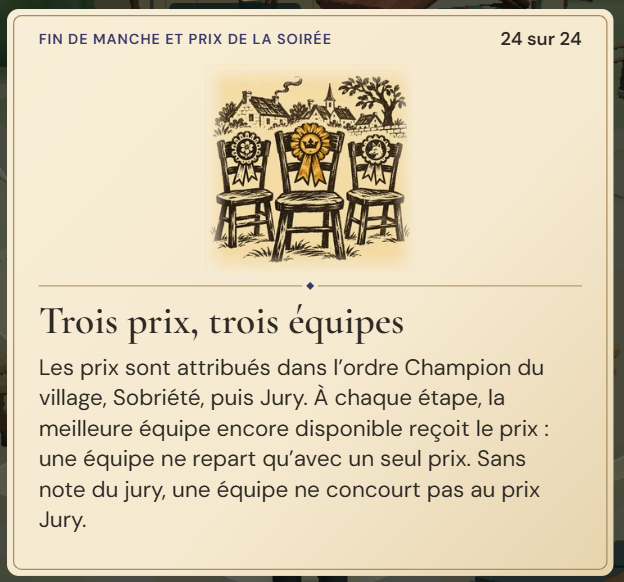 FIN DE MANCHE ET PRIX DE LA SOIRÉE
24 sur 24
Trois prix, trois équipes
Les prix sont attribués dans l’ordre Champion du
village, Sobriété, puis Jury. À chaque étape, la
meilleure équipe encore disponible reçoit le prix :
une équipe ne repart qu’avec un seul prix. Sans
note du jury, une équipe ne concourt pas au prix
Jury.